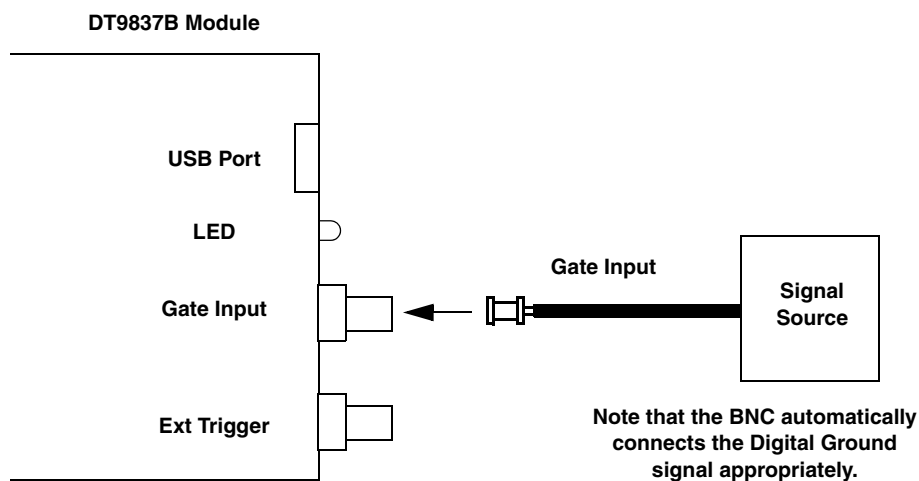 DT9837B Module
USB Port
LED
Gate Input
Ext Trigger
Gate Input
Signal
Source
Note that the BNC automatically
connects the Digital Ground
signal appropriately.